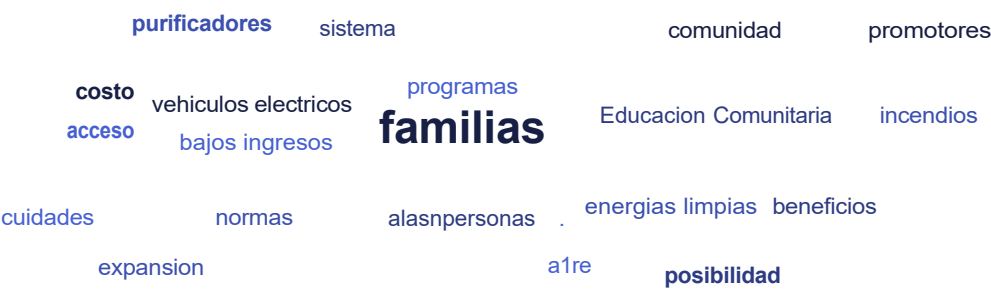 purificadores sistema comunidad promotores
programas
costo vehiculos electricos familias Educacion Comunitaria incendios
acceso bajos ingresos
cuidades normas alasnpersonas . energias limpias beneficios
expansion a1re posibilidad